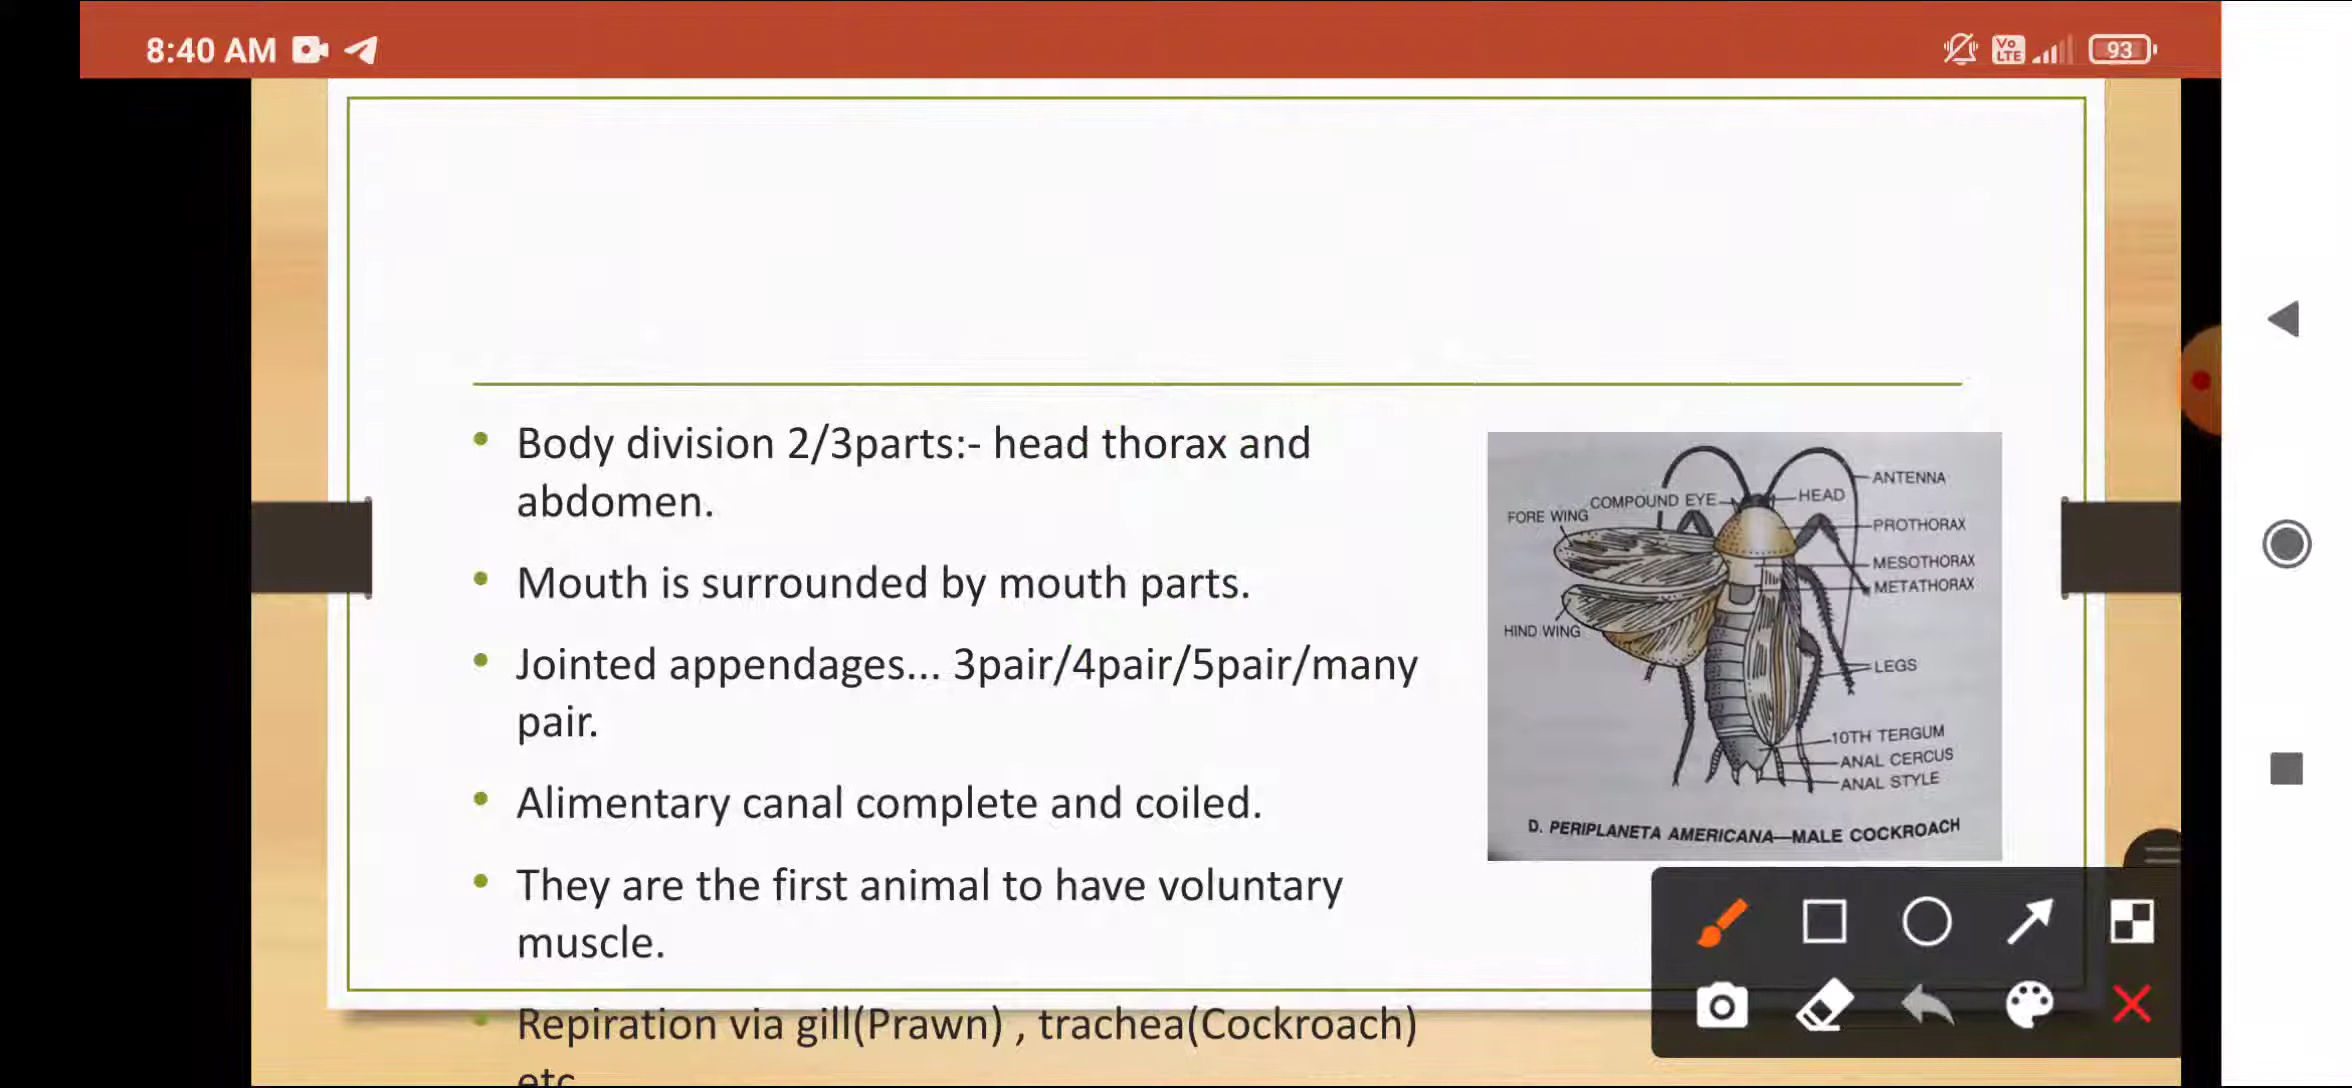 8:40 AM
Vo LTE
93
• Body division 2/3parts:- head thorax and
abdomen.
• Mouth is surrounded by mouth parts.
• Jointed appendages... 3pair/4pair/5pair/many
pair.
• Alimentary canal complete and coiled.
• They are the first animal to have voluntary
muscle.
• Repiration via gill(Prawn) , trachea(Cockroach)
etc
ANTENNA
COMPOUND EYE
HEAD
FORE WING
PROTHORAX
MESOTHORAX
METATHORAX
HIND WING
LEGS
10TH TERGUM
ANAL CERCUS
ANAL STYLE
D. PERIPLANETA AMERICANA—MALE COCKROACH